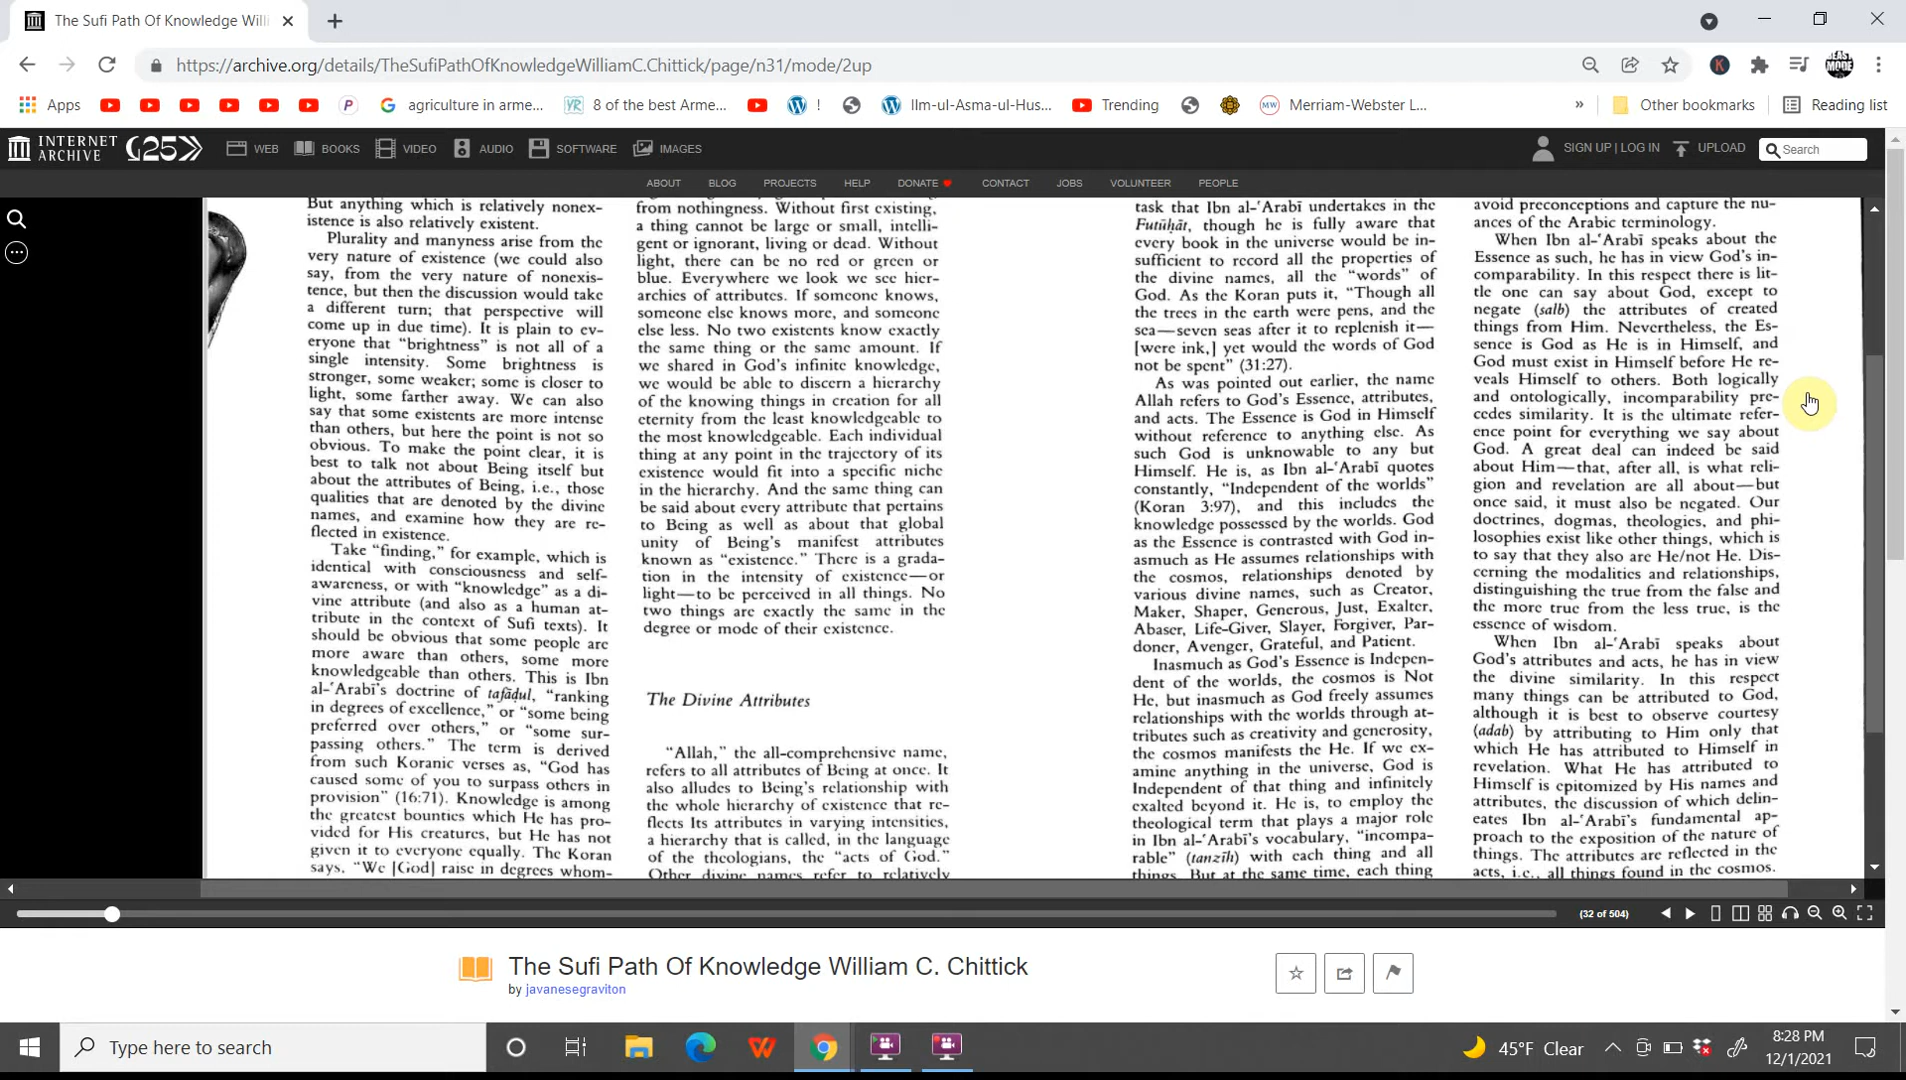 The Sufi Path Of Knowledge Willi
https://archive.org/details/TheSufiPathOfKnowledgeWilliamC.Chittick/page/n31/mode/2up
Apps
agriculture in arme...
8 of the best Arme...
!
Ilm-ul-Asma-ul-Hus...
Trending
Merriam-Webster L...
»
Other bookmarks
Reading list
INTERNET
ARCHIVE
25
WEB
BOOKS
VIDEO
AUDIO
SOFTWARE
IMAGES
SIGN UP | LOG IN
UPLOAD
Search
ABOUT
BLOG
PROJECTS
HELP
DONATE
CONTACT
JOBS
VOLUNTEER
PEOPLE
But anything which is relatively nonex-
istence is also relatively existent.
Plurality and manyness arise from the
very nature of existence (we could also
say, from the very nature of nonexis-
tence, but then the discussion would take
a different turn; that perspective will
come up in due time). It is plain to ev-
eryone that "brightness" is not all of a
single intensity. Some brightness is
stronger, some weaker; some is closer to
light, some farther away. We can also
say that some existents are more intense
than others, but here the point is not so
obvious. To make the point clear, it is
best to talk not about Being itself but
about the attributes of Being, i.e., those
qualities that are denoted by the divine
names, and examine how they are re-
flected in existence.
Take "finding," for example, which is
identical with consciousness and self-
awareness, or with "knowledge" as a di-
vine attribute (and also as a human at-
tribute in the context of Sufi texts). It
should be obvious that some people are
more aware than others, some more
knowledgeable than others. This is Ibn
al-ʿArabī's doctrine of tafāḍul, "ranking
in degrees of excellence," or "some being
preferred over others," or "some sur-
passing others." The term is derived
from such Koranic verses as, "God has
caused some of you to surpass others in
provision" (16:71). Knowledge is among
the greatest bounties which He has pro-
vided for His creatures, but He has not
given it to everyone equally. The Koran
says, "We [God] raise in degrees whom-
from nothingness. Without first existing,
a thing cannot be large or small, intelli-
gent or ignorant, living or dead. Without
light, there can be no red or green or
blue. Everywhere we look we see hier-
archies of attributes. If someone knows,
someone else knows more, and someone
else less. No two existents know exactly
the same thing or the same amount. If
we shared in God's infinite knowledge,
we would be able to discern a hierarchy
of the knowing things in creation for all
eternity from the least knowledgeable to
the most knowledgeable. Each individual
thing at any point in the trajectory of its
existence would fit into a specific niche
in the hierarchy. And the same thing can
be said about every attribute that pertains
to Being as well as about that global
unity of Being's manifest attributes
known as "existence." There is a grada-
tion in the intensity of existence—or
light—to be perceived in all things. No
two things are exactly the same in the
degree or mode of their existence.
The Divine Attributes
"Allah," the all-comprehensive name,
refers to all attributes of Being at once. It
also alludes to Being's relationship with
the whole hierarchy of existence that re-
flects Its attributes in varying intensities,
a hierarchy that is called, in the language
of the theologians, the "acts of God."
Other divine names refer to relatively
task that Ibn al-ʿArabī undertakes in the
Futūḥāt, though he is fully aware that
every book in the universe would be in-
sufficient to record all the properties of
the divine names, all the "words" of
God. As the Koran puts it, "Though all
the trees in the earth were pens, and the
sea—seven seas after it to replenish it—
[were ink,] yet would the words of God
not be spent" (31:27).
As was pointed out earlier, the name
Allah refers to God's Essence, attributes,
and acts. The Essence is God in Himself
without reference to anything else. As
such God is unknowable to any but
Himself. He is, as Ibn al-ʿArabī quotes
constantly, "Independent of the worlds"
(Koran 3:97), and this includes the
knowledge possessed by the worlds. God
as the Essence is contrasted with God in-
asmuch as He assumes relationships with
the cosmos, relationships denoted by
various divine names, such as Creator,
Maker, Shaper, Generous, Just, Exalter,
Abaser, Life-Giver, Slayer, Forgiver, Par-
doner, Avenger, Grateful, and Patient.
Inasmuch as God's Essence is Indepen-
dent of the worlds, the cosmos is Not
He, but inasmuch as God freely assumes
relationships with the worlds through at-
tributes such as creativity and generosity,
the cosmos manifests the He. If we ex-
amine anything in the universe, God is
Independent of that thing and infinitely
exalted beyond it. He is, to employ the
theological term that plays a major role
in Ibn al-ʿArabī's vocabulary, "incompa-
rable" (tanzīh) with each thing and all
things. But at the same time, each thing
avoid preconceptions and capture the nu-
ances of the Arabic terminology.
When Ibn al-ʿArabī speaks about the
Essence as such, he has in view God's in-
comparability. In this respect there is lit-
tle one can say about God, except to
negate (salb) the attributes of created
things from Him. Nevertheless, the Es-
sence is God as He is in Himself, and
God must exist in Himself before He re-
veals Himself to others. Both logically
and ontologically, incomparability pre-
cedes similarity. It is the ultimate refer-
ence point for everything we say about
God. A great deal can indeed be said
about Him—that, after all, is what reli-
gion and revelation are all about—but
once said, it must also be negated. Our
doctrines, dogmas, theologies, and phi-
losophies exist like other things, which is
to say that they also are He/not He. Dis-
cerning the modalities and relationships,
distinguishing the true from the false and
the more true from the less true, is the
essence of wisdom.
When Ibn al-ʿArabī speaks about
God's attributes and acts, he has in view
the divine similarity. In this respect
many things can be attributed to God,
although it is best to observe courtesy
(adab) by attributing to Him only that
which He has attributed to Himself in
revelation. What He has attributed to
Himself is epitomized by His names and
attributes, the discussion of which delin-
eates Ibn al-ʿArabī's fundamental ap-
proach to the exposition of the nature of
things. The attributes are reflected in the
acts, i.e., all things found in the cosmos.
(32 of 504)
The Sufi Path Of Knowledge William C. Chittick
by javanesegraviton
Type here to search
45°F Clear
8:28 PM
12/1/2021